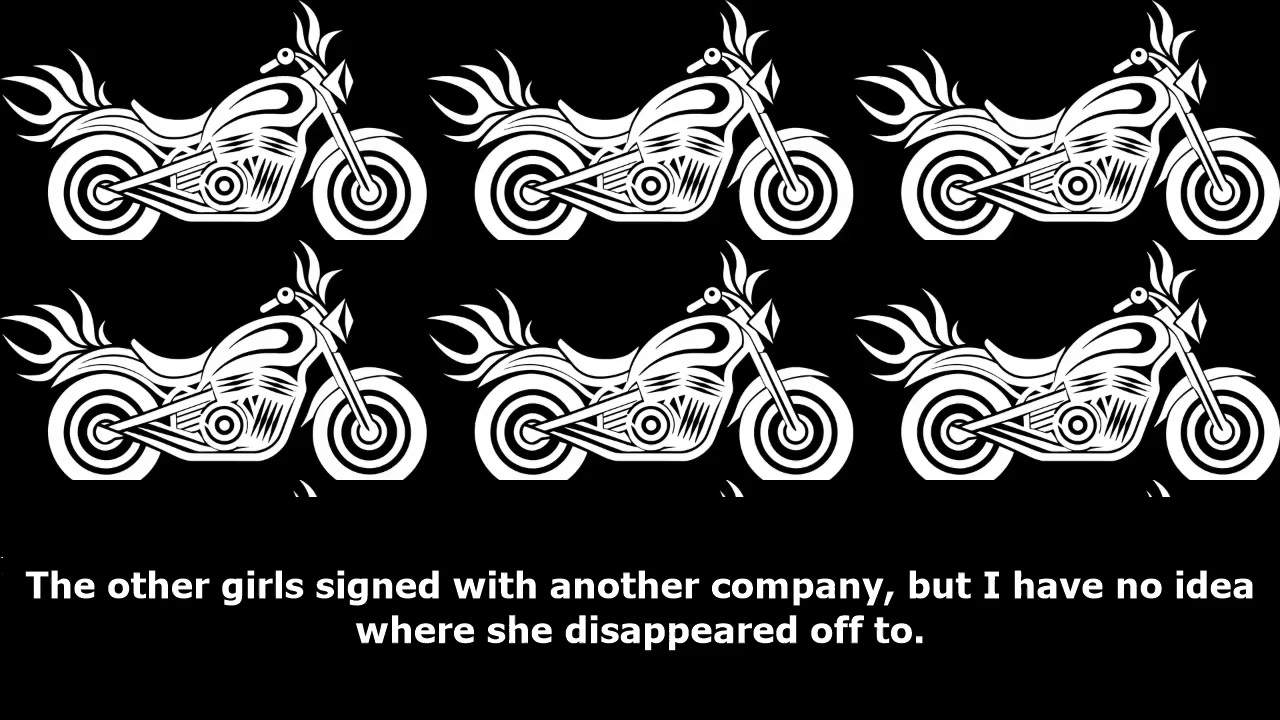 The other girls signed with another company, but I have no idea
where she disappeared off to.